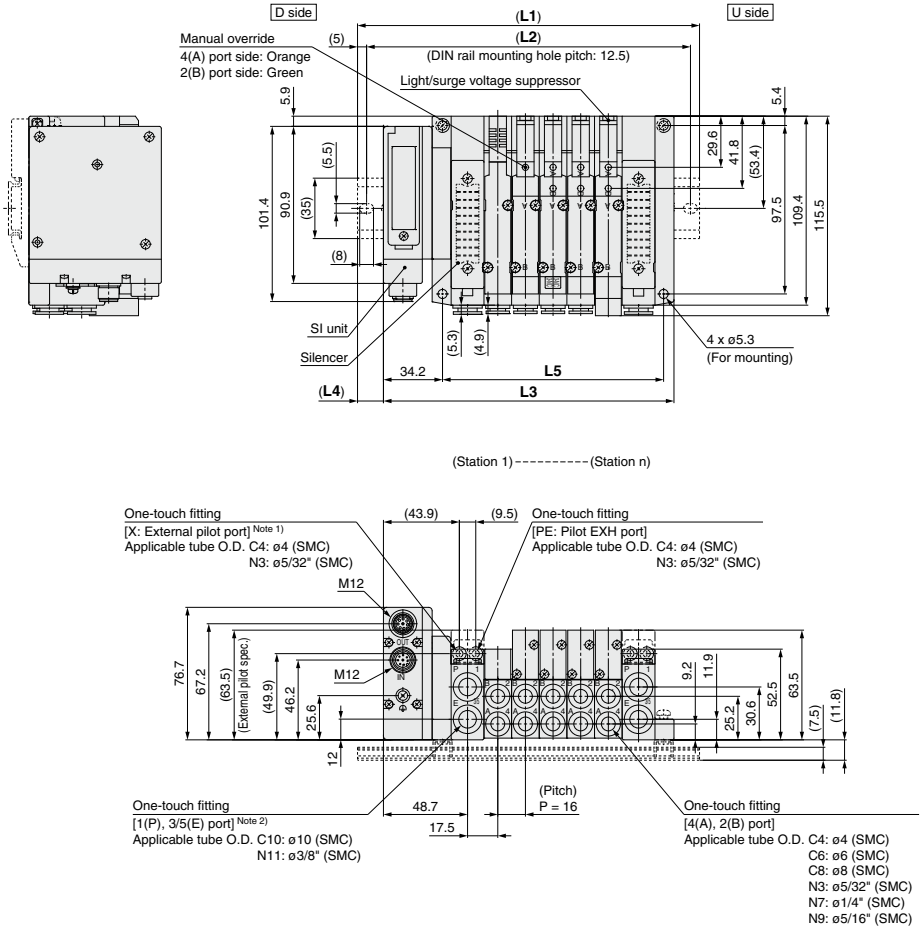 D side
(L1)
U side
Manual override
4(A) port side: Orange
2(B) port side: Green
(5)
(L2)
(DIN rail mounting hole pitch: 12.5)
Light/surge voltage suppressor
5.9
5.4
101.4
90.9
(35)
(5.5)
(8)
29.6
41.8
(53.4)
97.5
109.4
115.5
SI unit
Silencer
(5.3)
(4.9)
4 x ø5.3
(For mounting)
34.2
L5
(L4)
L3
(Station 1)
(Station n)
One-touch fitting
[X: External pilot port] Note 1)
Applicable tube O.D. C4: ø4 (SMC)
N3: ø5/32" (SMC)
(43.9)
(9.5)
One-touch fitting
[PE: Pilot EXH port]
Applicable tube O.D. C4: ø4 (SMC)
N3: ø5/32" (SMC)
M12
OUT
M12
IN
76.7
67.2
(63.5)
(External pilot spec.)
(49.9)
46.2
25.6
12
P
E
B 2
A 4
9.2
11.9
25.2
30.6
52.5
63.5
(7.5)
(11.8)
48.7
17.5
(Pitch)
P = 16
One-touch fitting
[1(P), 3/5(E) port] Note 2)
Applicable tube O.D. C10: ø10 (SMC)
N11: ø3/8" (SMC)
One-touch fitting
[4(A), 2(B) port]
Applicable tube O.D. C4: ø4 (SMC)
C6: ø6 (SMC)
C8: ø8 (SMC)
N3: ø5/32" (SMC)
N7: ø1/4" (SMC)
N9: ø5/16" (SMC)